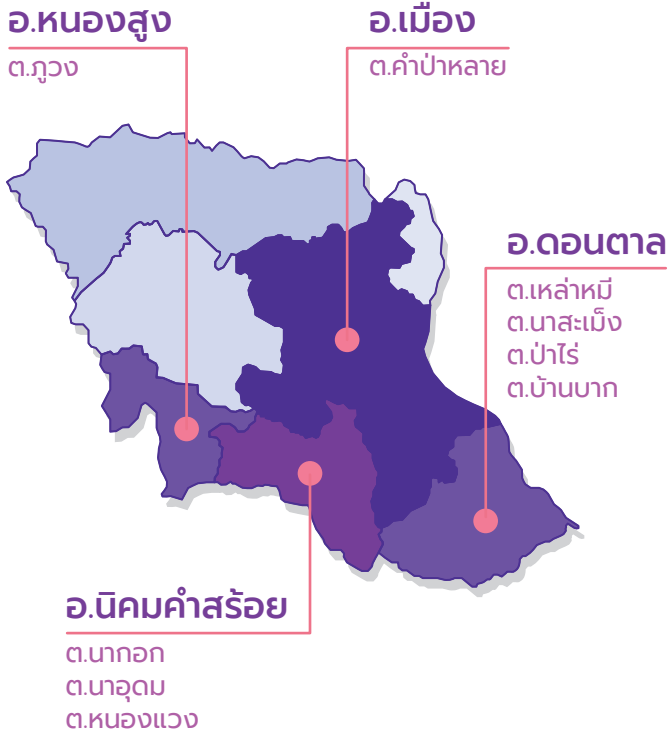 อ.หนองสูง
ต.ภูวง
อ.เมือง
ต.คำป่าหลาย
อ.ดอนตาล
ต.เหล่าหมี
ต.นาสะเม็ง
ต.ป่าไร่
ต.บ้านบาก
อ.นิคมคำสร้อย
ต.นากอก
ต.นาอุดม
ต.หนองแวง